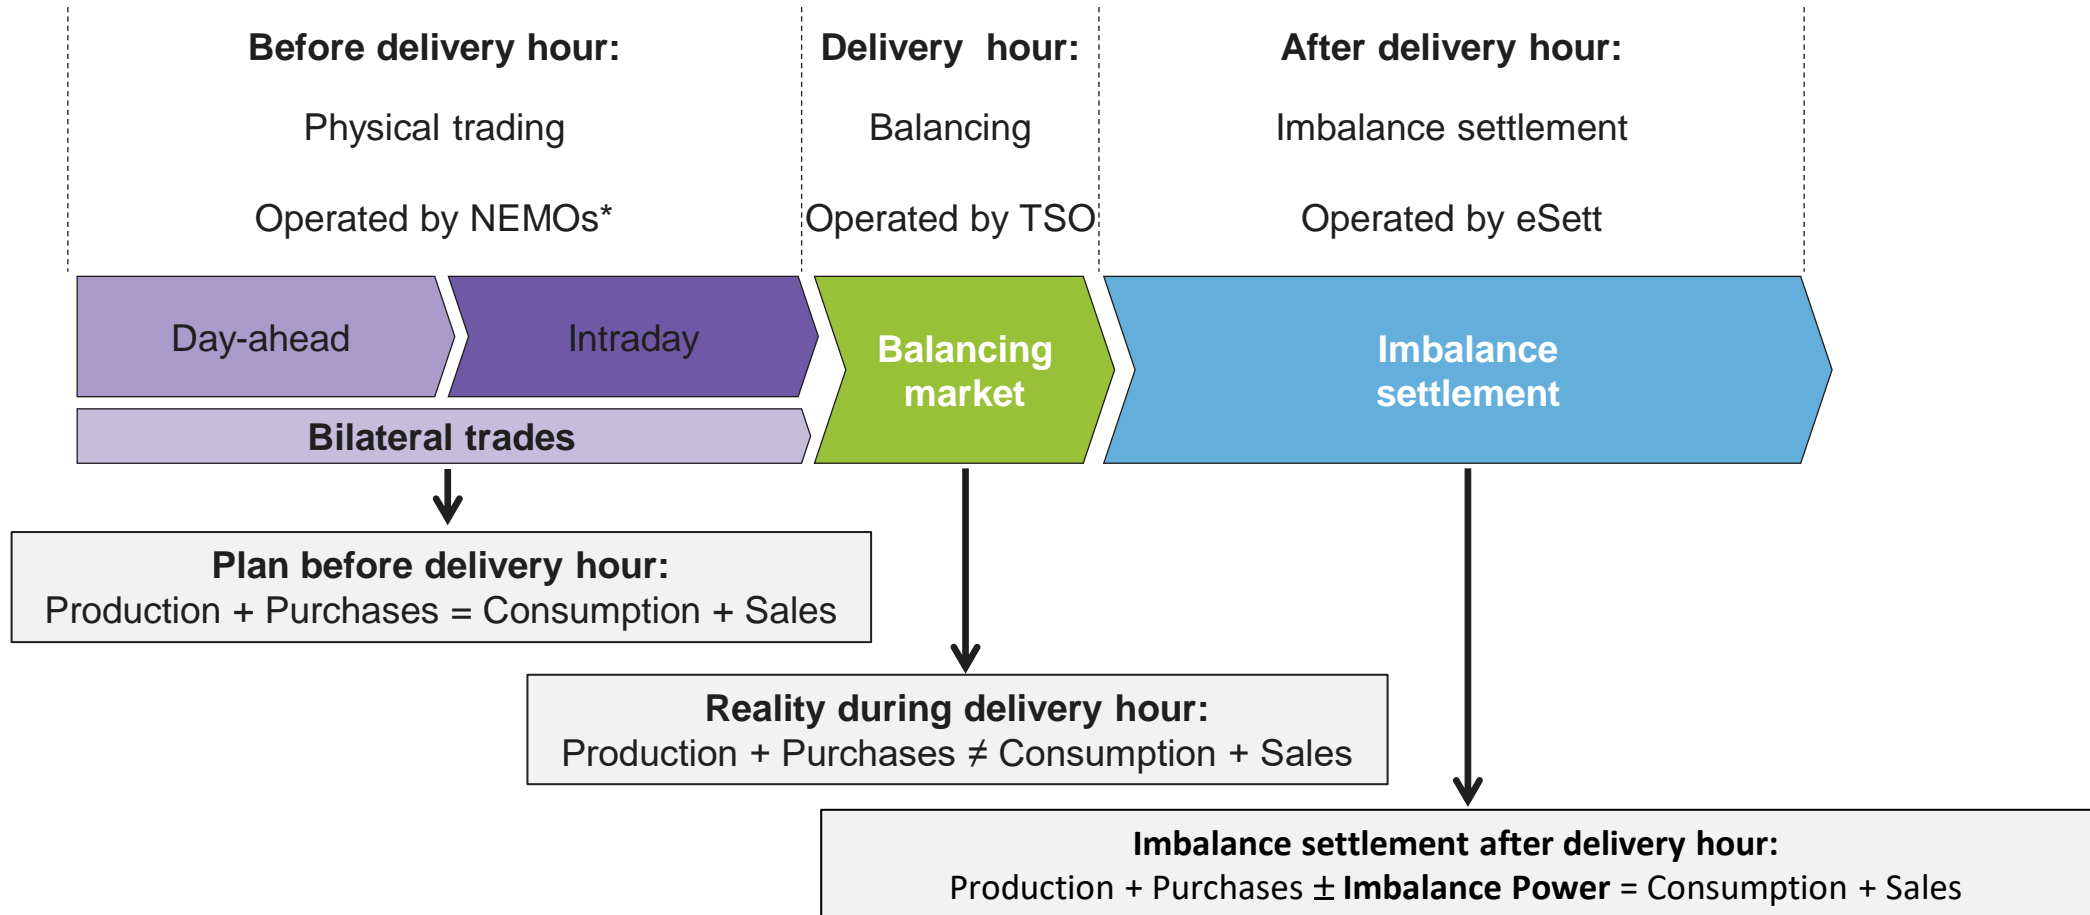 Before delivery hour:
Delivery hour:
After delivery hour:
Physical trading
Balancing
Imbalance settlement
Operated by NEMOs*
Operated by TSO
Operated by eSett
Day-ahead
Intraday
Balancing
market
Imbalance
settlement
Bilateral trades
Plan before delivery hour:
Production + Purchases = Consumption + Sales
Reality during delivery hour:
Production + Purchases ≠ Consumption + Sales
Imbalance settlement after delivery hour:
Production + Purchases ± Imbalance Power = Consumption + Sales